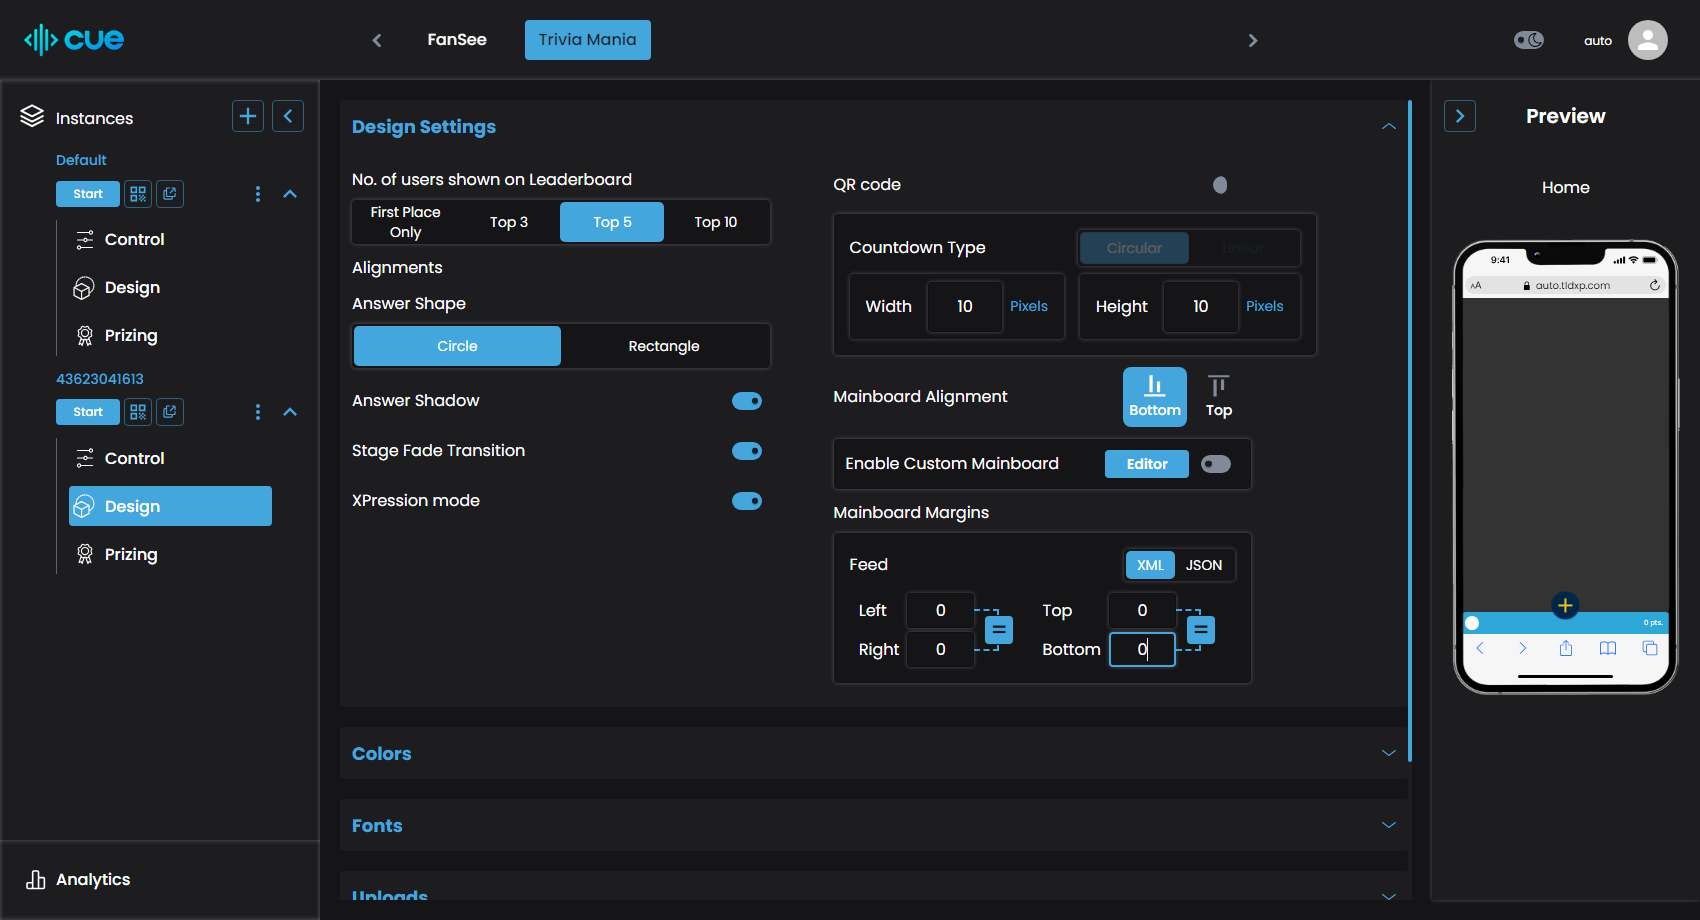 cue
FanSee
Trivia Mania
auto
Instances
Default
Start
Control
Design
Prizing
43623041613
Start
Control
Design
Prizing
Analytics
Design Settings
No. of users shown on Leaderboard
First Place Only
Top 3
Top 5
Top 10
Alignments
Answer Shape
Circle
Rectangle
Answer Shadow
Stage Fade Transition
XPression mode
QR code
Countdown Type
Circular
Linear
Width
10
Pixels
Height
10
Pixels
Mainboard Alignment
Bottom
Top
Enable Custom Mainboard
Editor
Mainboard Margins
Feed
XML
JSON
Left
0
Top
0
Right
0
Bottom
0
Colors
Fonts
Uploads
Preview
Home
9:41
AA
auto.tldxp.com
0 pts.